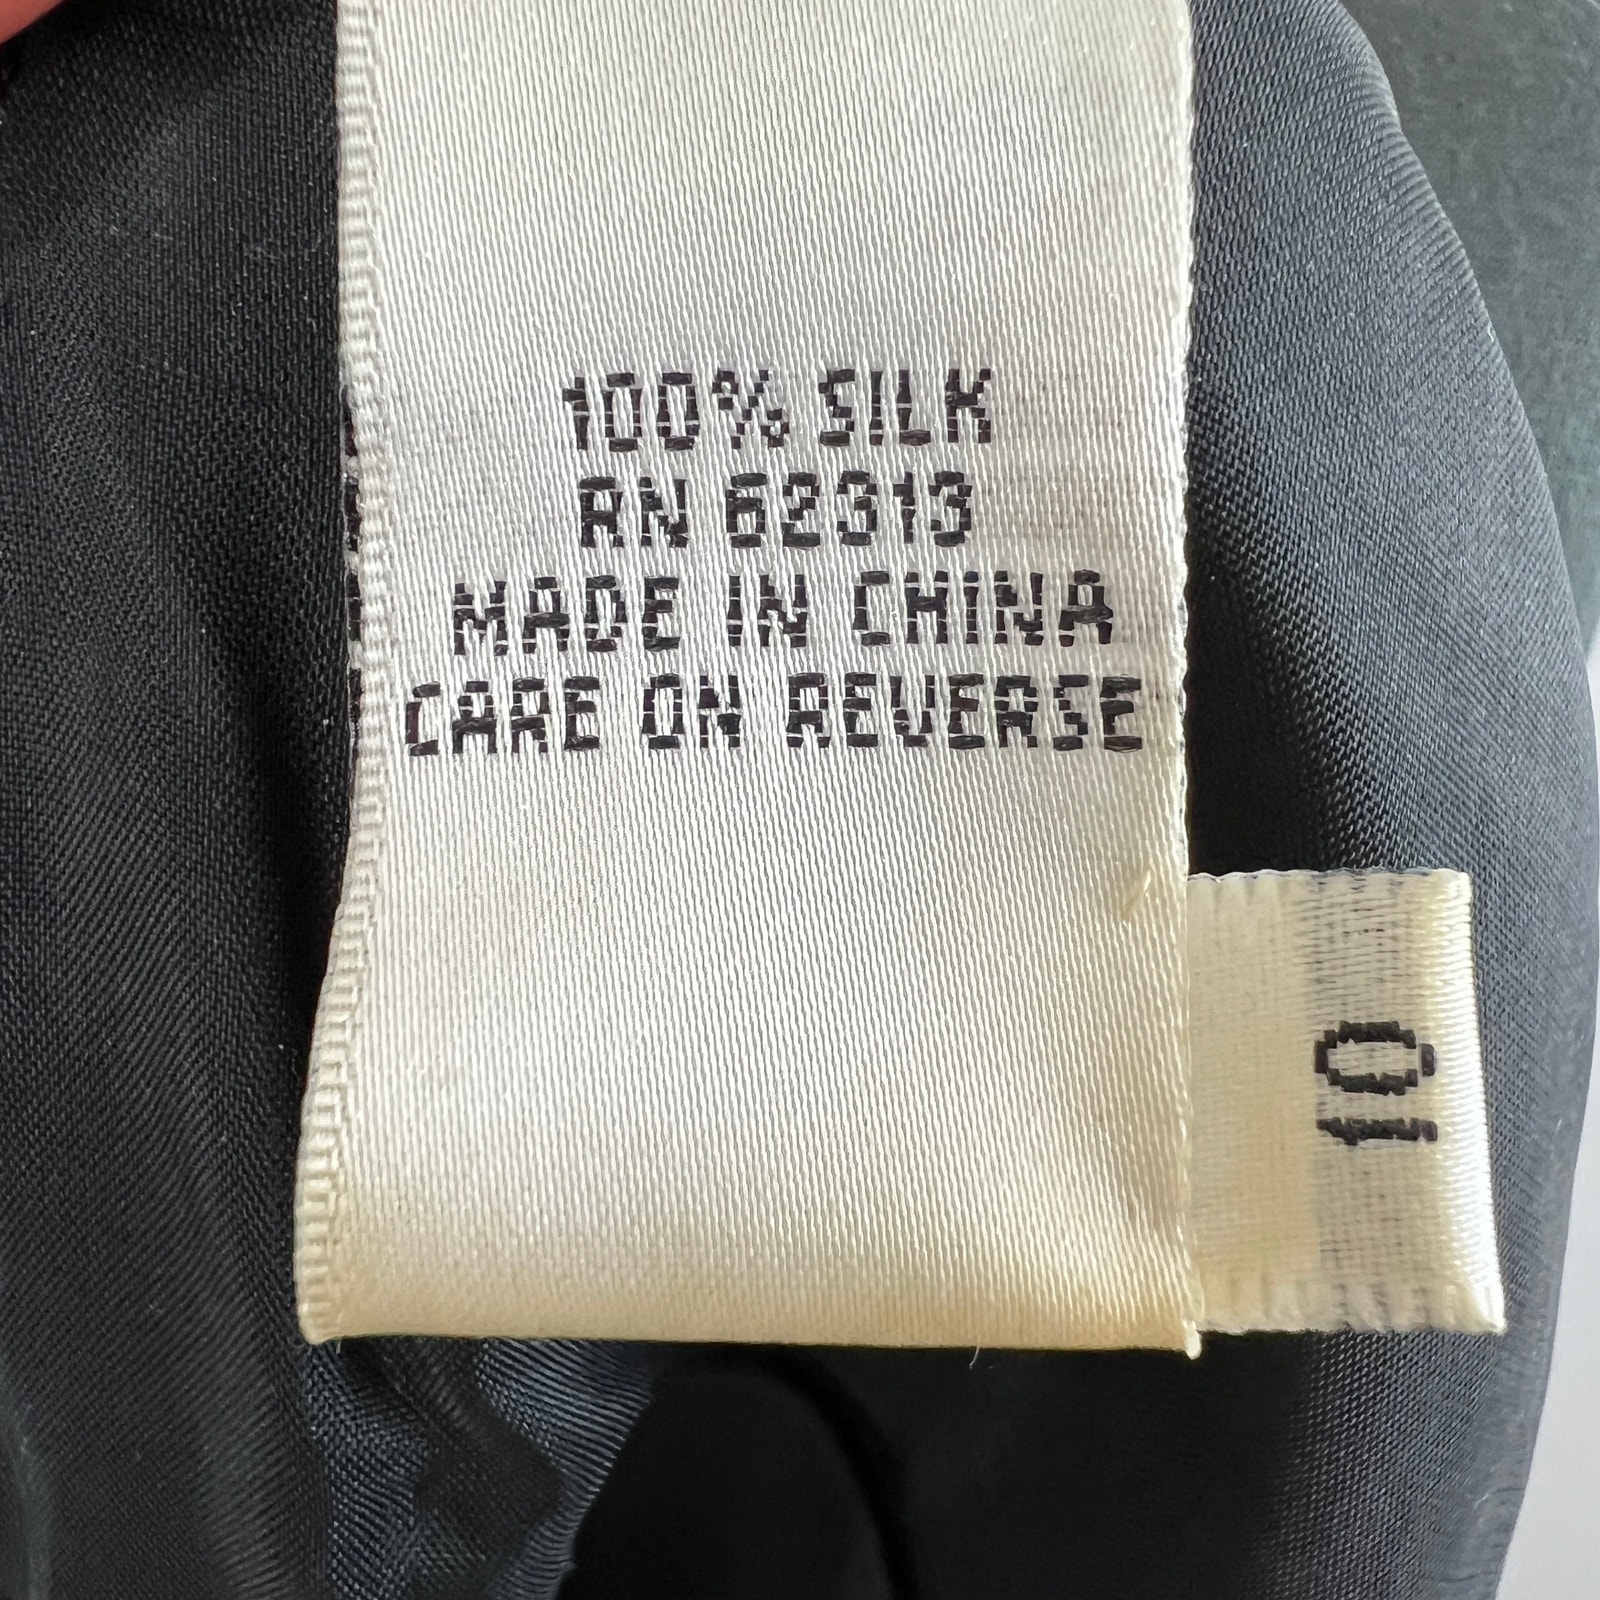 100% SILK
RN 62313
MADE IN CHINA
CARE ON REVERSE
10